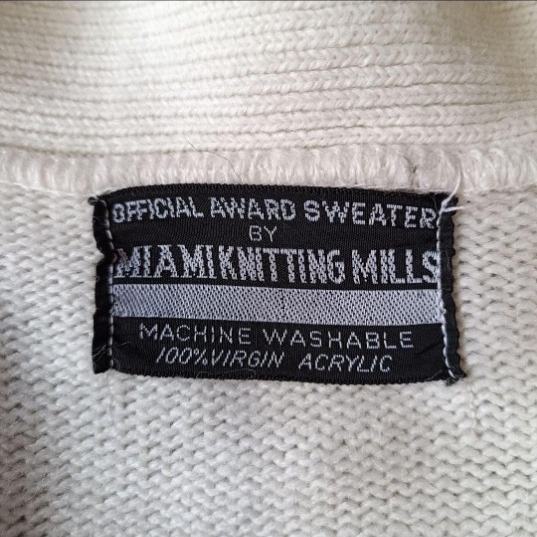 OFFICIAL AWARD SWEATER
BY
MIAMI KNITTING MILLS
MACHINE WASHABLE
100% VIRGIN ACRYLIC